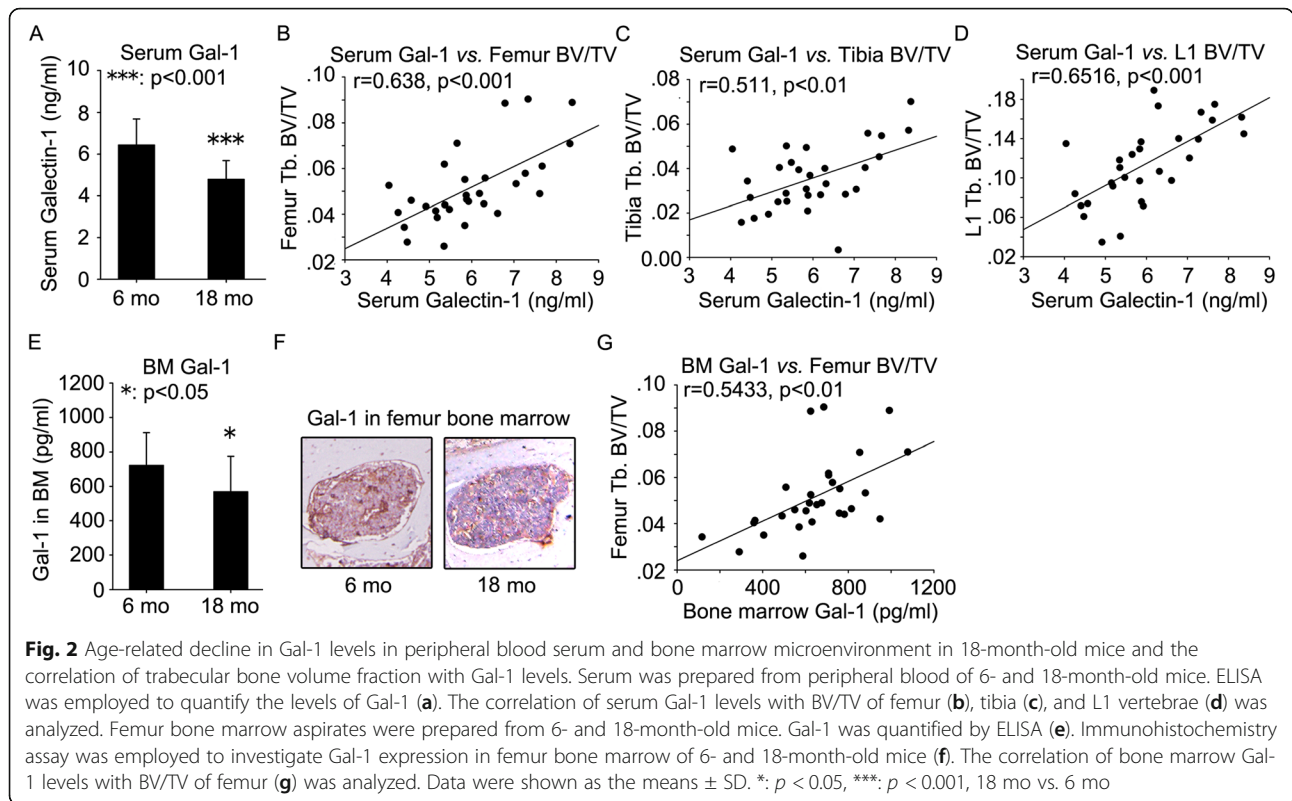 A
Serum Gal-1
***: p<0.001
***
Serum Galectin-1 (ng/ml)
10
8
6
4
2
0
6 mo 18 mo
B
Serum Gal-1 vs. Femur BV/TV
r=0.638, p<0.001
Femur Tb. BV/TV
.10
.08
.06
.04
.02
3 4 5 6 7 8 9
Serum Galectin-1 (ng/ml)
C
Serum Gal-1 vs. Tibia BV/TV
r=0.511, p<0.01
Tibia Tb. BV/TV
0.08
.06
.04
.02
0.00
3 4 5 6 7 8 9
Serum Galectin-1 (ng/ml)
D
Serum Gal-1 vs. L1 BV/TV
r=0.6516, p<0.001
L1 Tb. BV/TV
.18
.14
.10
.06
.02
3 4 5 6 7 8 9
Serum Galectin-1 (ng/ml)
E
BM Gal-1
*: p<0.05
*
Gal-1 in BM (pg/ml)
1200
1000
800
600
400
200
0
6 mo 18 mo
F
Gal-1 in femur bone marrow
6 mo 18 mo
G
BM Gal-1 vs. Femur BV/TV
r=0.5433, p<0.01
Femur Tb. BV/TV
.10
.08
.06
.04
.02
0 400 800 1200
Bone marrow Gal-1 (pg/ml)
Fig. 2 Age-related decline in Gal-1 levels in peripheral blood serum and bone marrow microenvironment in 18-month-old mice and the
correlation of trabecular bone volume fraction with Gal-1 levels. Serum was prepared from peripheral blood of 6- and 18-month-old mice. ELISA
was employed to quantify the levels of Gal-1 (a). The correlation of serum Gal-1 levels with BV/TV of femur (b), tibia (c), and L1 vertebrae (d) was
analyzed. Femur bone marrow aspirates were prepared from 6- and 18-month-old mice. Gal-1 was quantified by ELISA (e). Immunohistochemistry
assay was employed to investigate Gal-1 expression in femur bone marrow of 6- and 18-month-old mice (f). The correlation of bone marrow Gal-
1 levels with BV/TV of femur (g) was analyzed. Data were shown as the means ± SD. *: p < 0.05, ***: p < 0.001, 18 mo vs. 6 mo